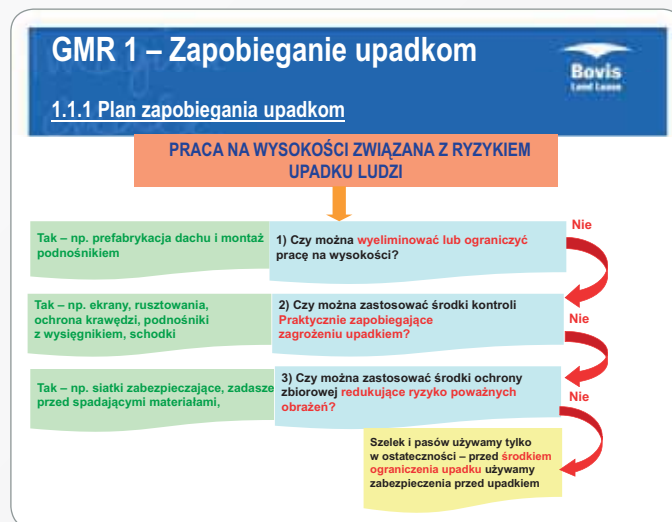 GMR 1 – Zapobieganie upadkom
Bovis
Lend Lease
1.1.1 Plan zapobiegania upadkom
PRACA NA WYSOKOŚCI ZWIĄZANA Z RYZYKIEM
UPADKU LUDZI
Nie
Tak – np. prefabrykacja dachu i montaż
podnośnikiem
1) Czy można wyeliminować lub ograniczyć
pracę na wysokości?
Tak – np. ekrany, rusztowania,
ochrona krawędzi, podnośniki
z wysięgnikiem, schodki
2) Czy można zastosować środki kontroli
Praktycznie zapobiegające
zagrożeniu upadkiem?
Nie
Tak – np. siatki zabezpieczające, zadasze
przed spadającymi materiałami,
3) Czy można zastosować środki ochrony
zbiorowej redukujące ryzyko poważnych
obrażeń?
Nie
Szelek i pasów używamy tylko
w ostateczności – przed środkiem
ograniczenia upadku używamy
zabezpieczenia przed upadkiem